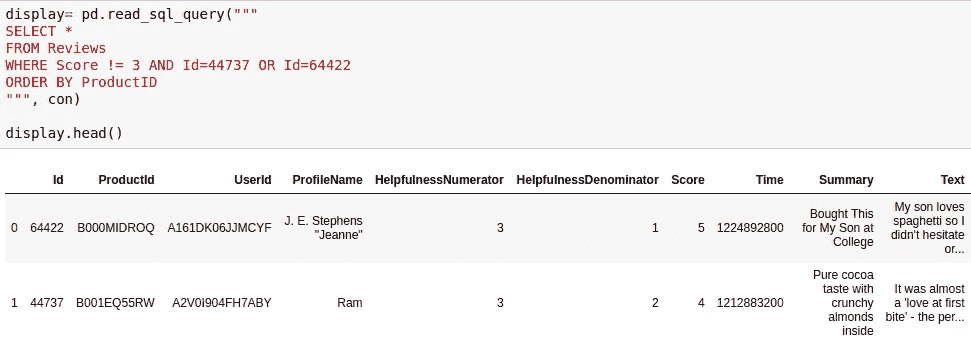 display= pd.read_sql_query("""
SELECT *
FROM Reviews
WHERE Score != 3 AND Id=44737 OR Id=64422
ORDER BY ProductID
""", con)
display.head()
Id ProductId UserId ProfileName HelpfulnessNumerator HelpfulnessDenominator Score Time Summary Text
0 64422 B000MIDROQ A161DK06JJMCYF J. E. Stephens "Jeanne" 3 1 5 1224892800 Bought This for My Son at College My son loves spaghetti so I didn't hesitate or...
1 44737 B001EQ55RW A2V0I904FH7ABY Ram 3 2 4 1212883200 Pure cocoa taste with crunchy almonds inside It was almost a 'love at first bite' - the per...